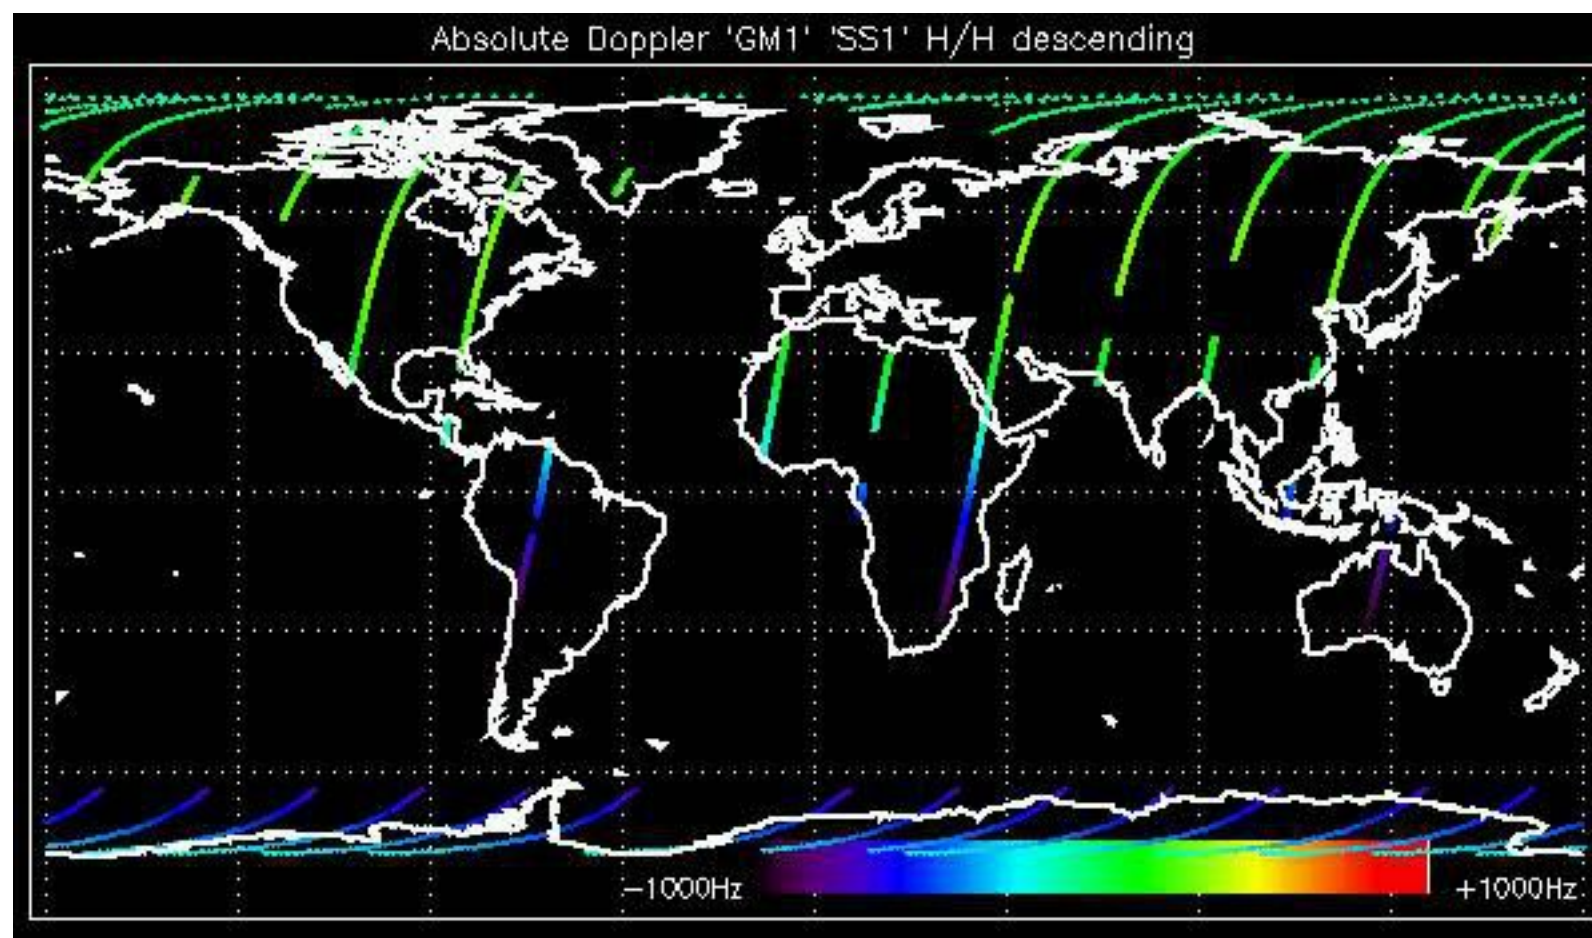 Absolute Doppler 'GM1' 'SS1' H/H descending
-1000Hz
+1000Hz